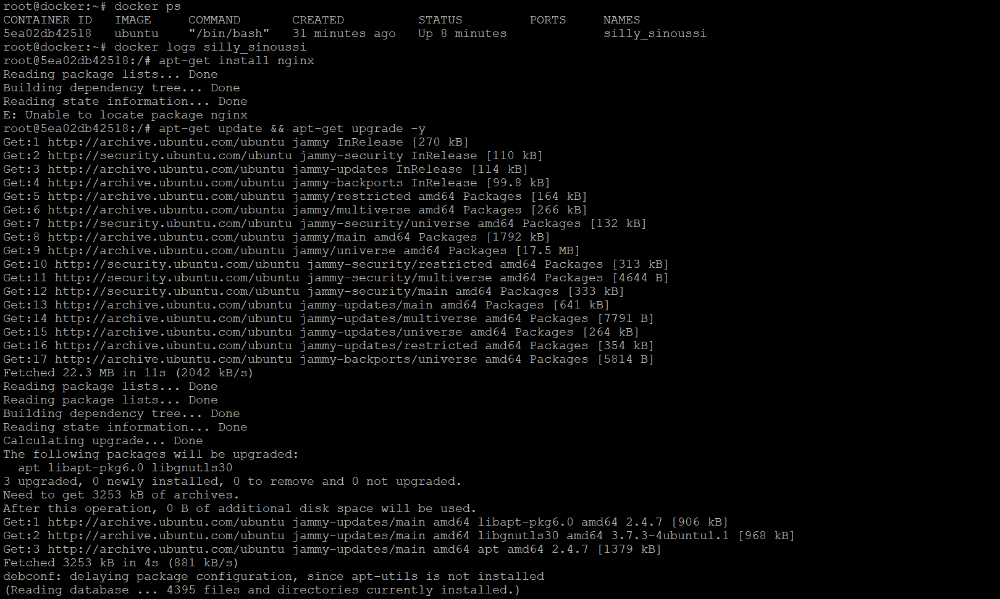 root@docker:~# docker ps
CONTAINER ID   IMAGE     COMMAND       CREATED          STATUS         PORTS     NAMES
5ea02db42518   ubuntu    "/bin/bash"   31 minutes ago   Up 8 minutes             silly_sinoussi
root@docker:~# docker logs silly_sinoussi
root@5ea02db42518:/# apt-get install nginx
Reading package lists... Done
Building dependency tree... Done
Reading state information... Done
E: Unable to locate package nginx
root@5ea02db42518:/# apt-get update && apt-get upgrade -y
Get:1 http://archive.ubuntu.com/ubuntu jammy InRelease [270 kB]
Get:2 http://security.ubuntu.com/ubuntu jammy-security InRelease [110 kB]
Get:3 http://archive.ubuntu.com/ubuntu jammy-updates InRelease [114 kB]
Get:4 http://archive.ubuntu.com/ubuntu jammy-backports InRelease [99.8 kB]
Get:5 http://archive.ubuntu.com/ubuntu jammy/restricted amd64 Packages [164 kB]
Get:6 http://archive.ubuntu.com/ubuntu jammy/multiverse amd64 Packages [266 kB]
Get:7 http://security.ubuntu.com/ubuntu jammy-security/universe amd64 Packages [132 kB]
Get:8 http://archive.ubuntu.com/ubuntu jammy/main amd64 Packages [1792 kB]
Get:9 http://archive.ubuntu.com/ubuntu jammy/universe amd64 Packages [17.5 MB]
Get:10 http://security.ubuntu.com/ubuntu jammy-security/restricted amd64 Packages [313 kB]
Get:11 http://security.ubuntu.com/ubuntu jammy-security/multiverse amd64 Packages [4644 B]
Get:12 http://security.ubuntu.com/ubuntu jammy-security/main amd64 Packages [333 kB]
Get:13 http://archive.ubuntu.com/ubuntu jammy-updates/main amd64 Packages [641 kB]
Get:14 http://archive.ubuntu.com/ubuntu jammy-updates/multiverse amd64 Packages [7791 B]
Get:15 http://archive.ubuntu.com/ubuntu jammy-updates/universe amd64 Packages [264 kB]
Get:16 http://archive.ubuntu.com/ubuntu jammy-updates/restricted amd64 Packages [354 kB]
Get:17 http://archive.ubuntu.com/ubuntu jammy-backports/universe amd64 Packages [5814 B]
Fetched 22.3 MB in 11s (2042 kB/s)
Reading package lists... Done
Reading package lists... Done
Building dependency tree... Done
Reading state information... Done
Calculating upgrade... Done
The following packages will be upgraded:
  apt libapt-pkg6.0 libgnutls30
3 upgraded, 0 newly installed, 0 to remove and 0 not upgraded.
Need to get 3253 kB of archives.
After this operation, 0 B of additional disk space will be used.
Get:1 http://archive.ubuntu.com/ubuntu jammy-updates/main amd64 libapt-pkg6.0 amd64 2.4.7 [906 kB]
Get:2 http://archive.ubuntu.com/ubuntu jammy-updates/main amd64 libgnutls30 amd64 3.7.3-4ubuntu1.1 [968 kB]
Get:3 http://archive.ubuntu.com/ubuntu jammy-updates/main amd64 apt amd64 2.4.7 [1379 kB]
Fetched 3253 kB in 4s (881 kB/s)
debconf: delaying package configuration, since apt-utils is not installed
(Reading database ... 4395 files and directories currently installed.)